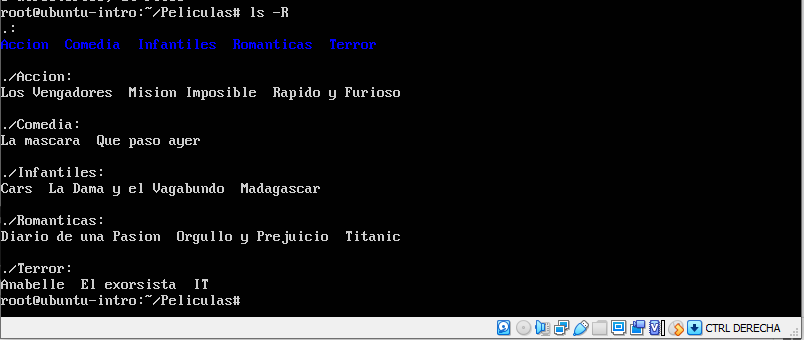 root@ubuntu-intro:~/Peliculas# ls -R
.:
Accion  Comedia  Infantiles  Romanticas  Terror
./Accion:
Los Vengadores  Mision Imposible  Rapido y Furioso
./Comedia:
La mascara  Que paso ayer
./Infantiles:
Cars  La Dama y el Vagabundo  Madagascar
./Romanticas:
Diario de una Pasion  Orgullo y Prejuicio  Titanic
./Terror:
Anabelle  El exorsista  IT
root@ubuntu-intro:~/Peliculas#
CTRL DERECHA